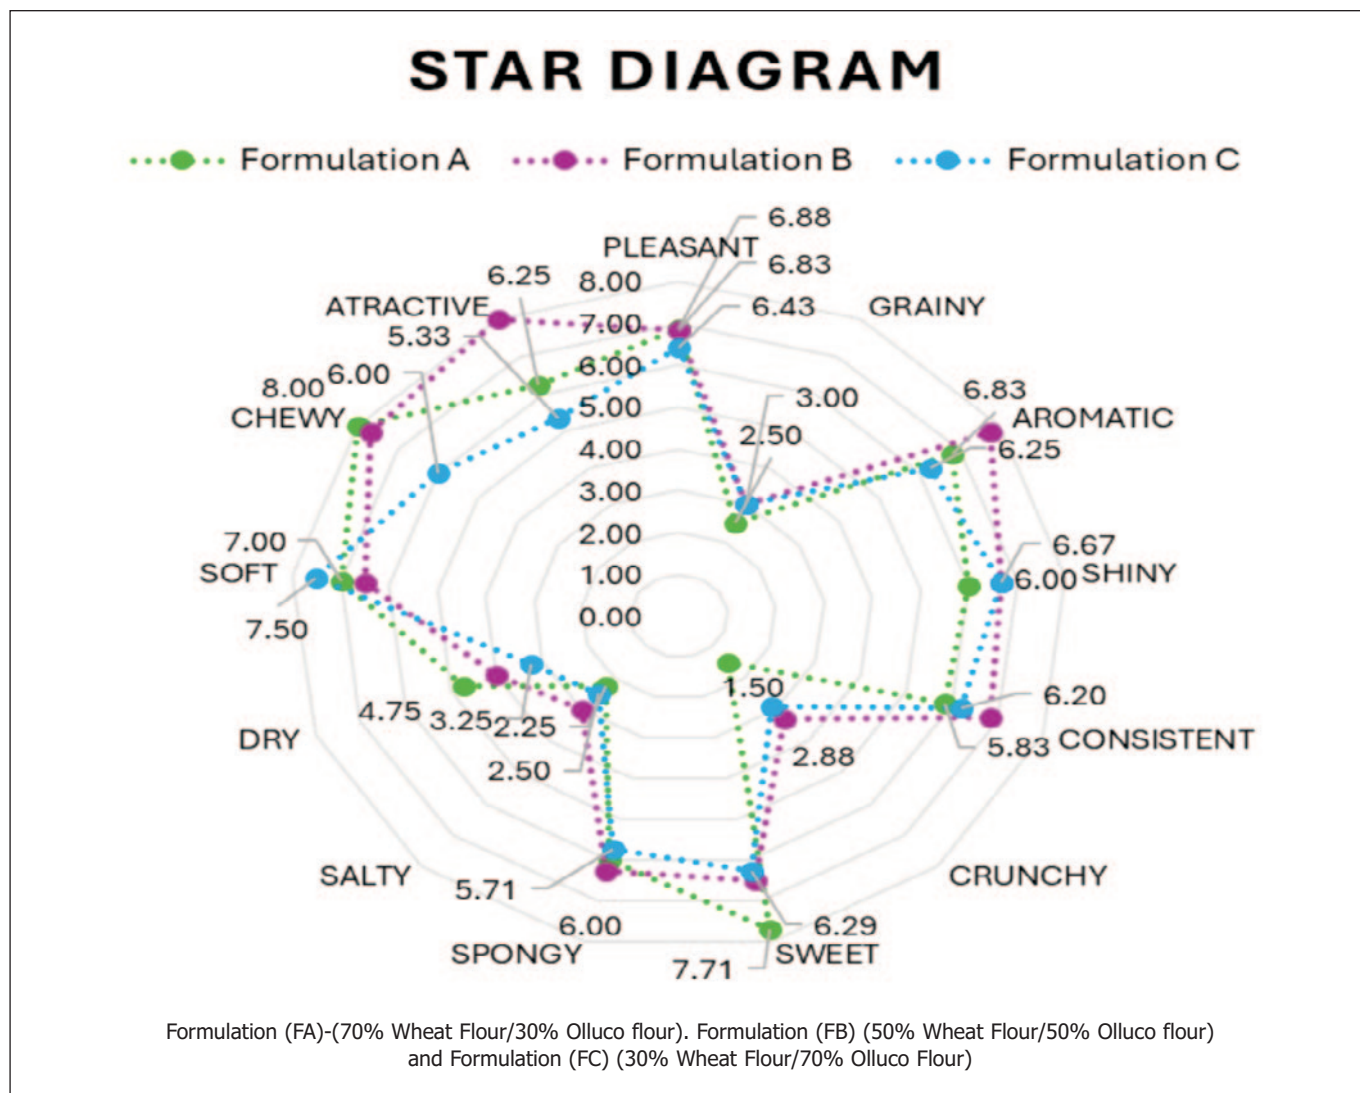 STAR DIAGRAM
Formulation A Formulation B Formulation C
6.88
PLEASANT
6.83
6.25
8.00
ATRACTIVE
6.43
GRAINY
7.00
5.33
6.00
8.00
6.00
6.83
CHEWY
5.00
3.00
AROMATIC
4.00
2.50
6.25
3.00
7.00
2.00
6.67
SOFT
1.00
6.00
SHINY
0.00
7.50
1.50
6.20
4.75
3.25
2.25
DRY
5.83
CONSISTENT
2.88
2.50
SALTY
5.71
CRUNCHY
6.00
6.29
SPONGY
SWEET
7.71
Formulation (FA)-(70% Wheat Flour/30% Olluco flour). Formulation (FB) (50% Wheat Flour/50% Olluco flour)
and Formulation (FC) (30% Wheat Flour/70% Olluco Flour)